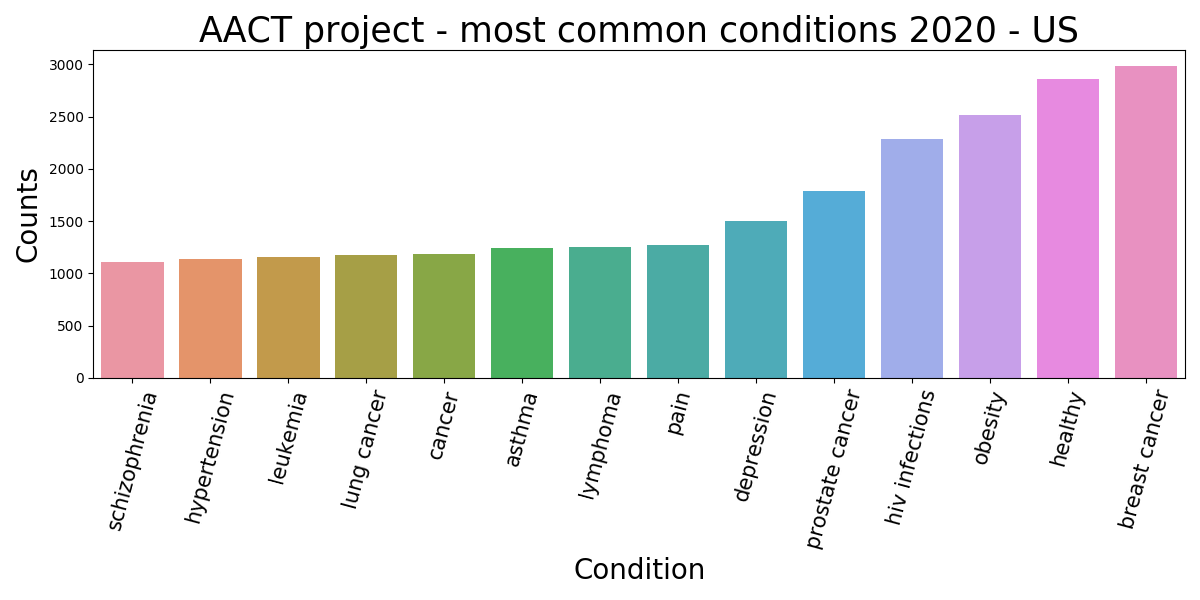 AACT project - most common conditions 2020 - US
Counts
3000
2500
2000
1500
1000
500
0
schizophrenia
hypertension
leukemia
lung cancer
cancer
asthma
lymphoma
pain
depression
prostate cancer
hiv infections
obesity
healthy
breast cancer
Condition